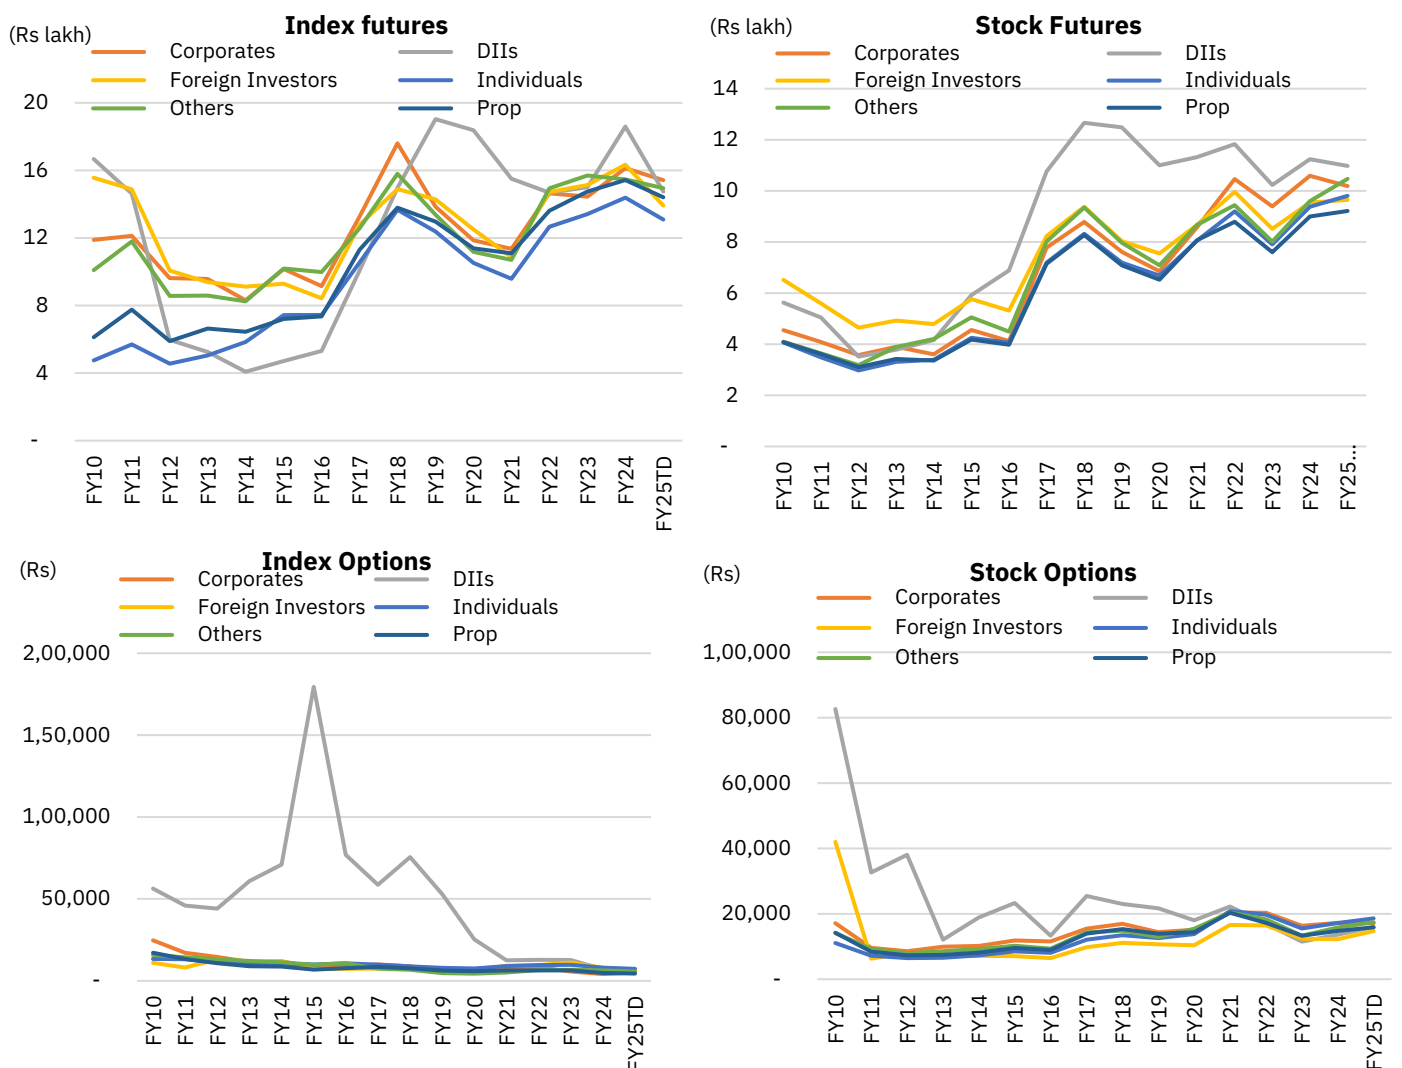 Index futures
(Rs lakh)
Corporates DIIs
Foreign Investors Individuals
Others Prop
20
16
12
8
4
-
FY10 FY11 FY12 FY13 FY14 FY15 FY16 FY17 FY18 FY19 FY20 FY21 FY22 FY23 FY24 FY25TD
Stock Futures
(Rs lakh)
Corporates DIIs
Foreign Investors Individuals
Others Prop
14
12
10
8
6
4
2
-
FY10 FY11 FY12 FY13 FY14 FY15 FY16 FY17 FY18 FY19 FY20 FY21 FY22 FY23 FY24 FY25...
Index Options
(Rs)
Corporates DIIs
Foreign Investors Individuals
Others Prop
2,00,000
1,50,000
1,00,000
50,000
-
FY10 FY11 FY12 FY13 FY14 FY15 FY16 FY17 FY18 FY19 FY20 FY21 FY22 FY23 FY24 FY25TD
Stock Options
(Rs)
Corporates DIIs
Foreign Investors Individuals
Others Prop
1,00,000
80,000
60,000
40,000
20,000
-
FY10 FY11 FY12 FY13 FY14 FY15 FY16 FY17 FY18 FY19 FY20 FY21 FY22 FY23 FY24 FY25TD